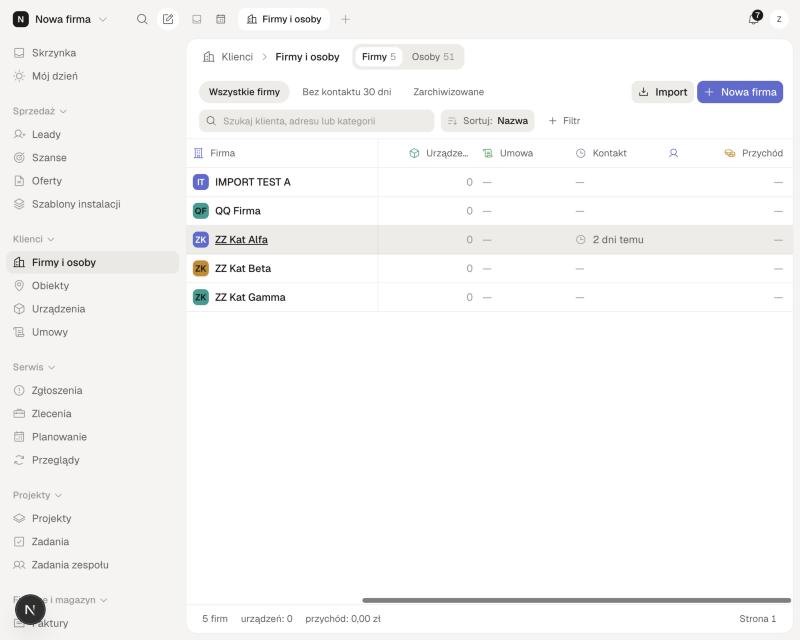 N Nowa firma
Firmy i osoby
7
Z
Skrzynka
Mój dzień
Sprzedaż
Leady
Szanse
Oferty
Szablony instalacji
Klienci
Firmy i osoby
Obiekty
Urządzenia
Umowy
Serwis
Zgłoszenia
Zlecenia
Planowanie
Przeglądy
Projekty
Projekty
Zadania
Zadania zespołu
i magazyn
N
Faktury
Klienci Firmy i osoby Firmy 5 Osoby 51
Wszystkie firmy Bez kontaktu 30 dni Zarchiwizowane Import Nowa firma
Szukaj klienta, adresu lub kategorii Sortuj: Nazwa Filtr
Firma Urządze... Umowa Kontakt Przychód
IT IMPORT TEST A 0 — — —
QF QQ Firma 0 — — —
ZK ZZ Kat Alfa 0 — 2 dni temu —
ZK ZZ Kat Beta 0 — — —
ZK ZZ Kat Gamma 0 — — —
5 firm urządzeń: 0 przychód: 0,00 zł Strona 1